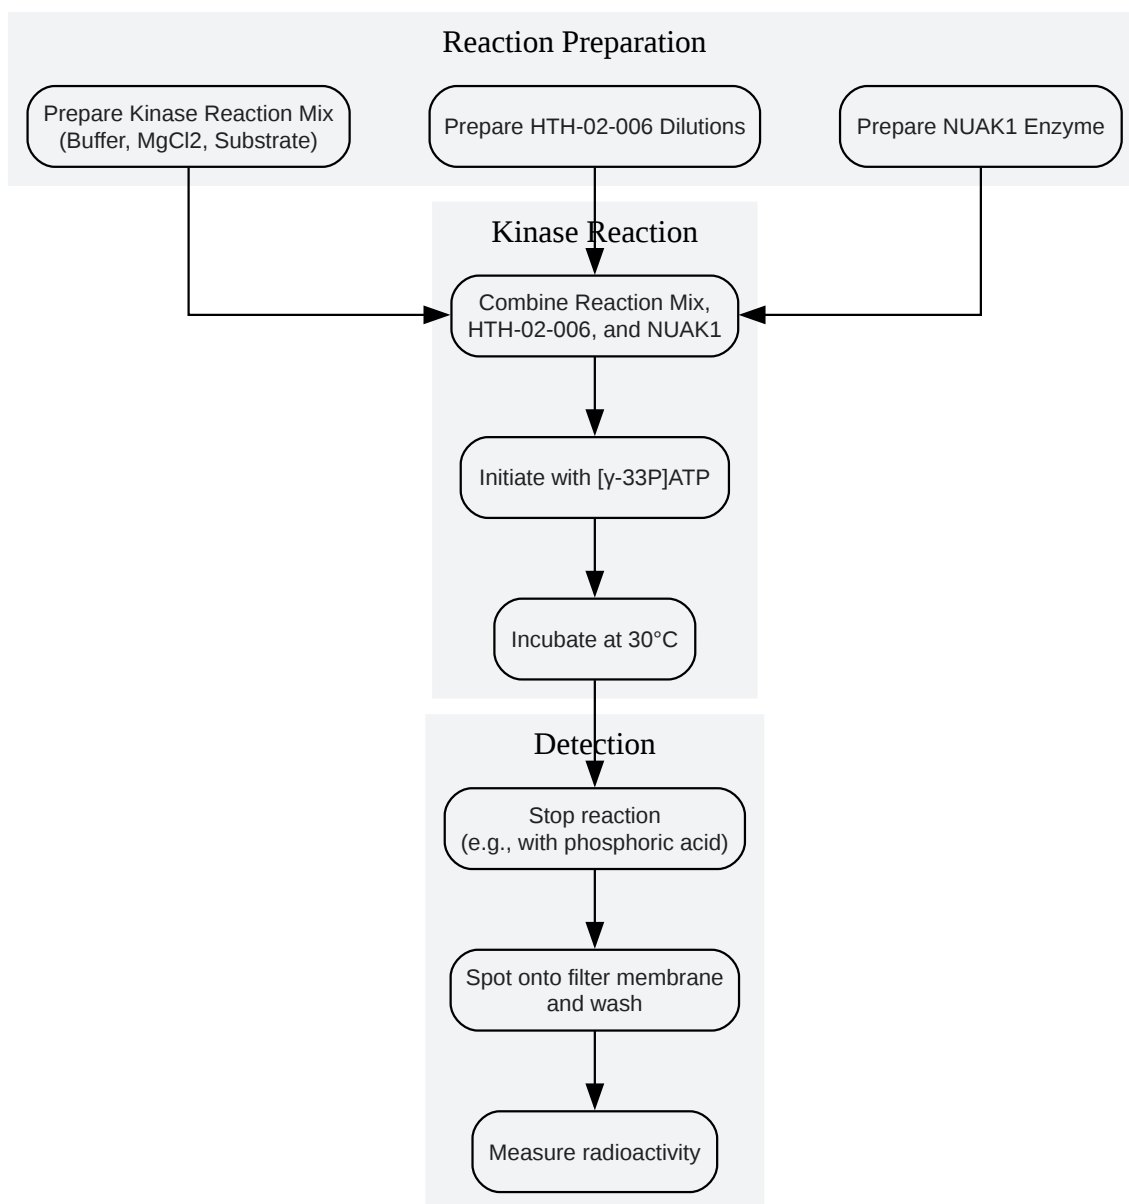 Reaction Preparation
Prepare Kinase Reaction Mix
(Buffer, MgCl2, Substrate)
Prepare HTH-02-006 Dilutions
Prepare NUAK1 Enzyme
Kinase Reaction
Combine Reaction Mix,
HTH-02-006, and NUAK1
Initiate with [γ-33P]ATP
Incubate at 30°C
Detection
Stop reaction
(e.g., with phosphoric acid)
Spot onto filter membrane
and wash
Measure radioactivity